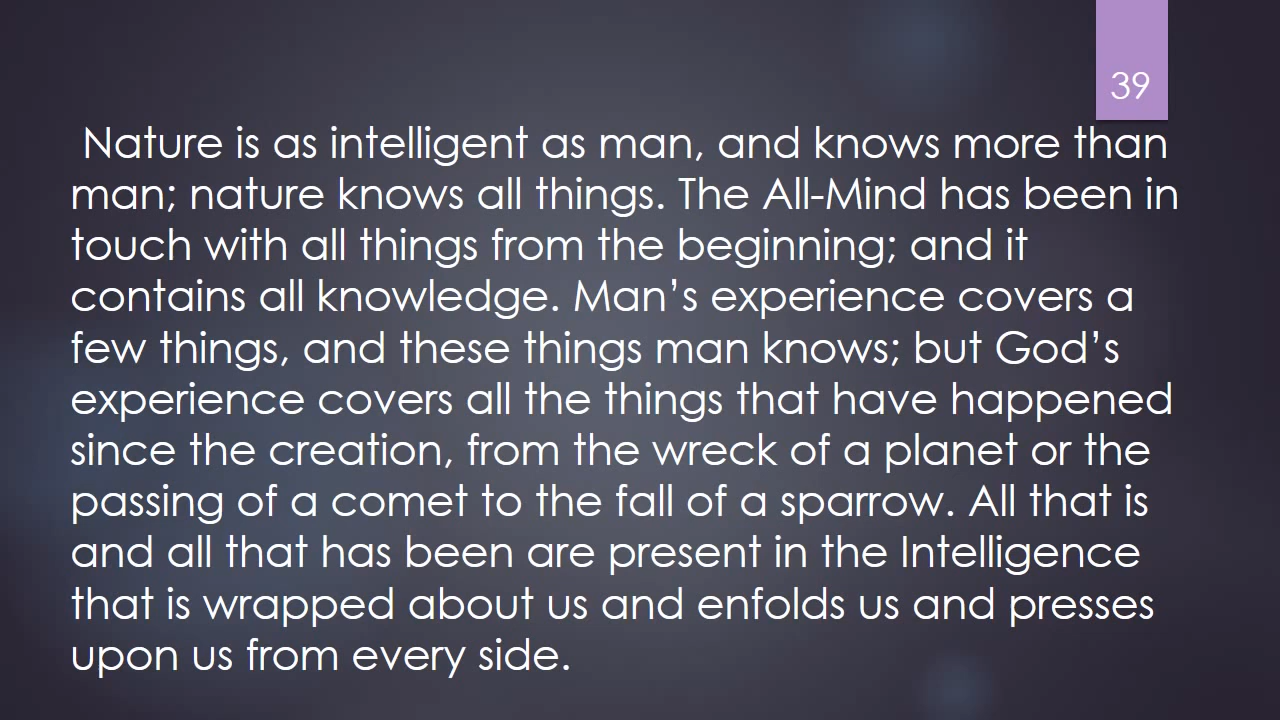 39
Nature is as intelligent as man, and knows more than
man; nature knows all things. The All-Mind has been in
touch with all things from the beginning; and it
contains all knowledge. Man’s experience covers a
few things, and these things man knows; but God’s
experience covers all the things that have happened
since the creation, from the wreck of a planet or the
passing of a comet to the fall of a sparrow. All that is
and all that has been are present in the Intelligence
that is wrapped about us and enfolds us and presses
upon us from every side.